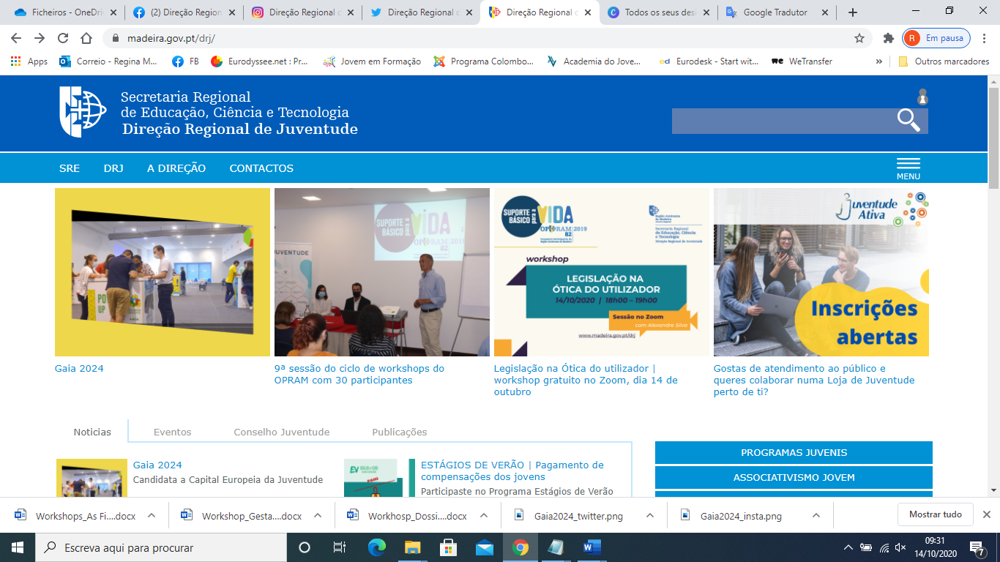 Ficheiros - OneDri
(2) Direção Region
Direção Regional d
Direção Regional d
Direção Regional d
Todos os seus des
Google Tradutor
madeira.gov.pt/drj/
R Em pausa
Apps
Correio - Regina M...
FB
Eurodyssee.net : Pr...
Jovem em Formação
Programa Colombo...
Academia do Jove...
Eurodesk - Start wit...
WeTransfer
»
Outros marcadores
Secretaria Regional
de Educação, Ciência e Tecnologia
Direção Regional de Juventude
SRE
DRJ
A DIREÇÃO
CONTACTOS
MENU
PO
UP
SUPORTE
BÁSICO para a VIDA
OPRAM 2019
82
JUVENTUDE
SUPORTE
BÁSICO para a VIDA
OPRAM 2019
82
Região Autónoma
da Madeira
Secretaria Regional
de Educação, Ciência
e Tecnologia
Direção Regional de Juventude
workshop
LEGISLAÇÃO NA
ÓTICA DO UTILIZADOR
14/10/2020 | 18h00 – 19h00
Sessão no Zoom
com Alexandre Silva
www.madeira.gov.pt/drj
Juventude
Ativa
Inscrições
abertas
Gaia 2024
9ª sessão do ciclo de workshops do
OPRAM com 30 participantes
Legislação na Ótica do utilizador |
workshop gratuito no Zoom, dia 14 de
outubro
Gostas de atendimento ao público e
queres colaborar numa Loja de Juventude
perto de ti?
Noticias
Eventos
Conselho Juventude
Publicações
Gaia 2024
Candidata a Capital Europeia da Juventude
EV
PAGO
ESTÁGIOS DE VERÃO | Pagamento de
compensações dos jovens
Participaste no Programa Estágios de Verão
PROGRAMAS JUVENIS
ASSOCIATIVISMO JOVEM
Workshops_As Fi....docx
Workshop_Gesta....docx
Workhosp_Dossi....docx
Gaia2024_twitter.png
Gaia2024_insta.png
Mostrar tudo
Escreva aqui para procurar
09:31
14/10/2020
7